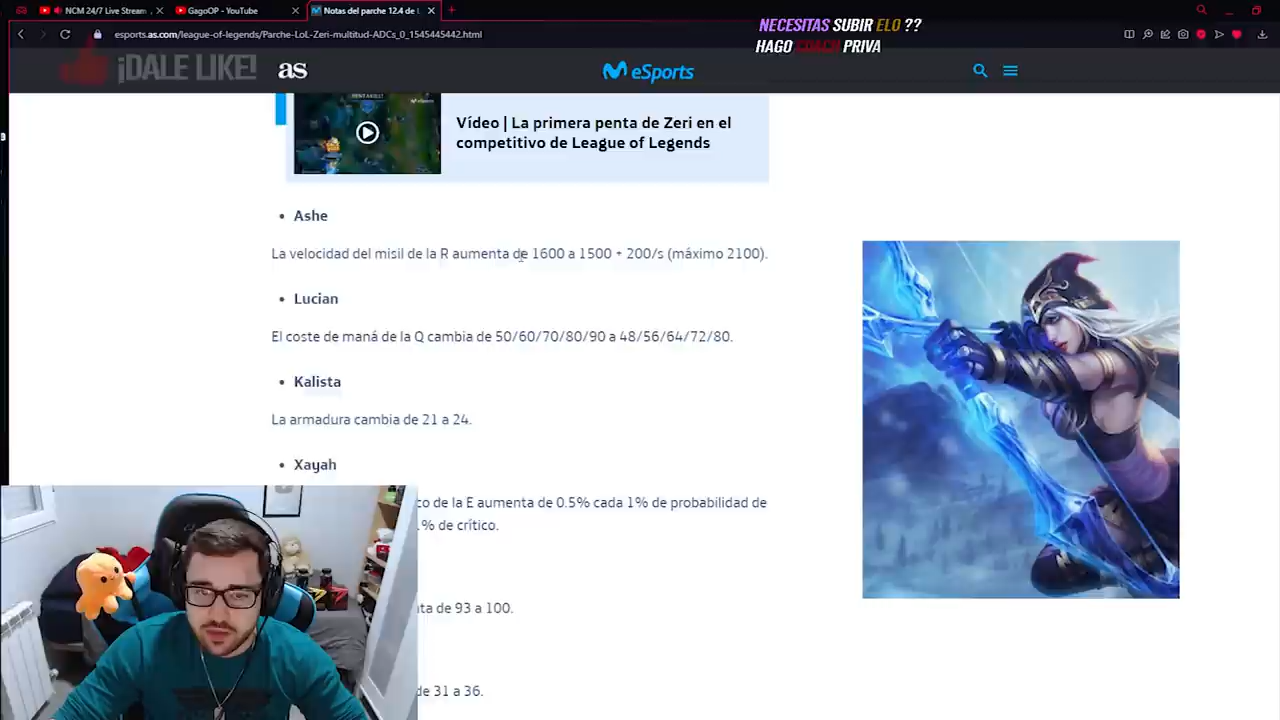 NCM 24/7 Live Stream
GagoOP - YouTube
Notas del parche 12.4 de
esports.as.com/league-of-legends/Parche-LoL-Zeri-multitud-ADCs_0_1545445442.html
NECESITAS SUBIR ELO ??
HAGO COACH PRIVA
¡DALE LIKE!
as
eSports
Vídeo | La primera penta de Zeri en el
competitivo de League of Legends
• Ashe
La velocidad del misil de la R aumenta de 1600 a 1500 + 200/s (máximo 2100).
• Lucian
El coste de maná de la Q cambia de 50/60/70/80/90 a 48/56/64/72/80.
• Kalista
La armadura cambia de 21 a 24.
• Xayah
co de la E aumenta de 0.5% cada 1% de probabilidad de
% de crítico.
ta de 93 a 100.
de 31 a 36.